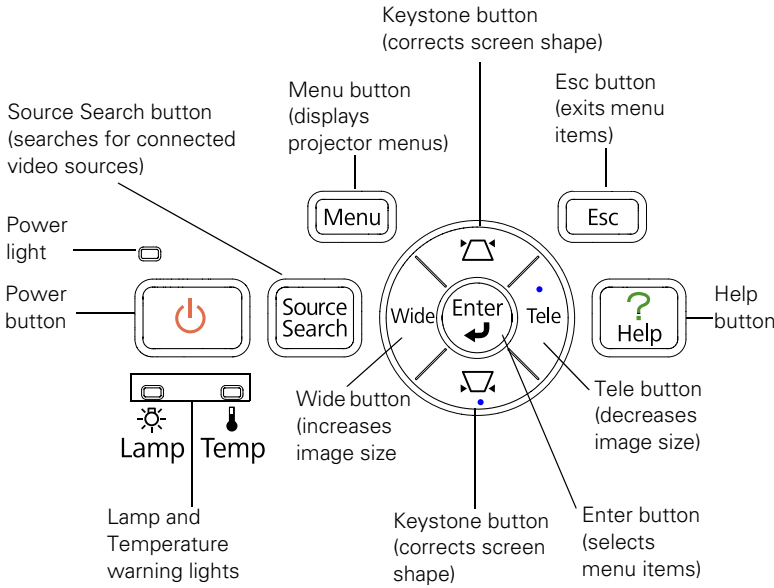 Keystone button
(corrects screen shape)
Menu button
(displays
projector menus)
Esc button
(exits menu
items)
Source Search button
(searches for connected
video sources)
Menu
Esc
Power
light
Power
button
Source
Search
Wide
Enter
Tele
?
Help
Help
button
Wide button
(increases
image size
Tele button
(decreases
image size)
Lamp
Temp
Lamp and
Temperature
warning lights
Keystone button
(corrects screen
shape)
Enter button
(selects
menu items)